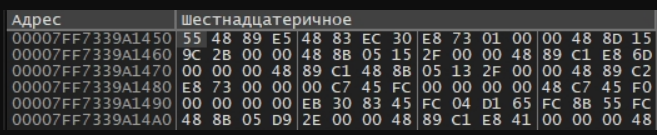 Адрес Шестнадцатеричное
00007FF7339A1450 55 48 89 E5 48 83 EC 30 E8 73 01 00 00 48 8D 15
00007FF7339A1460 9C 2B 00 00 48 8B 05 15 2F 00 00 48 89 C1 E8 6D
00007FF7339A1470 00 00 00 48 89 C1 48 8B 05 13 2F 00 00 48 89 C2
00007FF7339A1480 E8 73 00 00 00 C7 45 FC 00 00 00 00 48 C7 45 F0
00007FF7339A1490 00 00 00 00 EB 30 83 45 FC 04 D1 65 FC 8B 55 FC
00007FF7339A14A0 48 8B 05 D9 2E 00 00 48 89 C1 E8 41 00 00 00 48